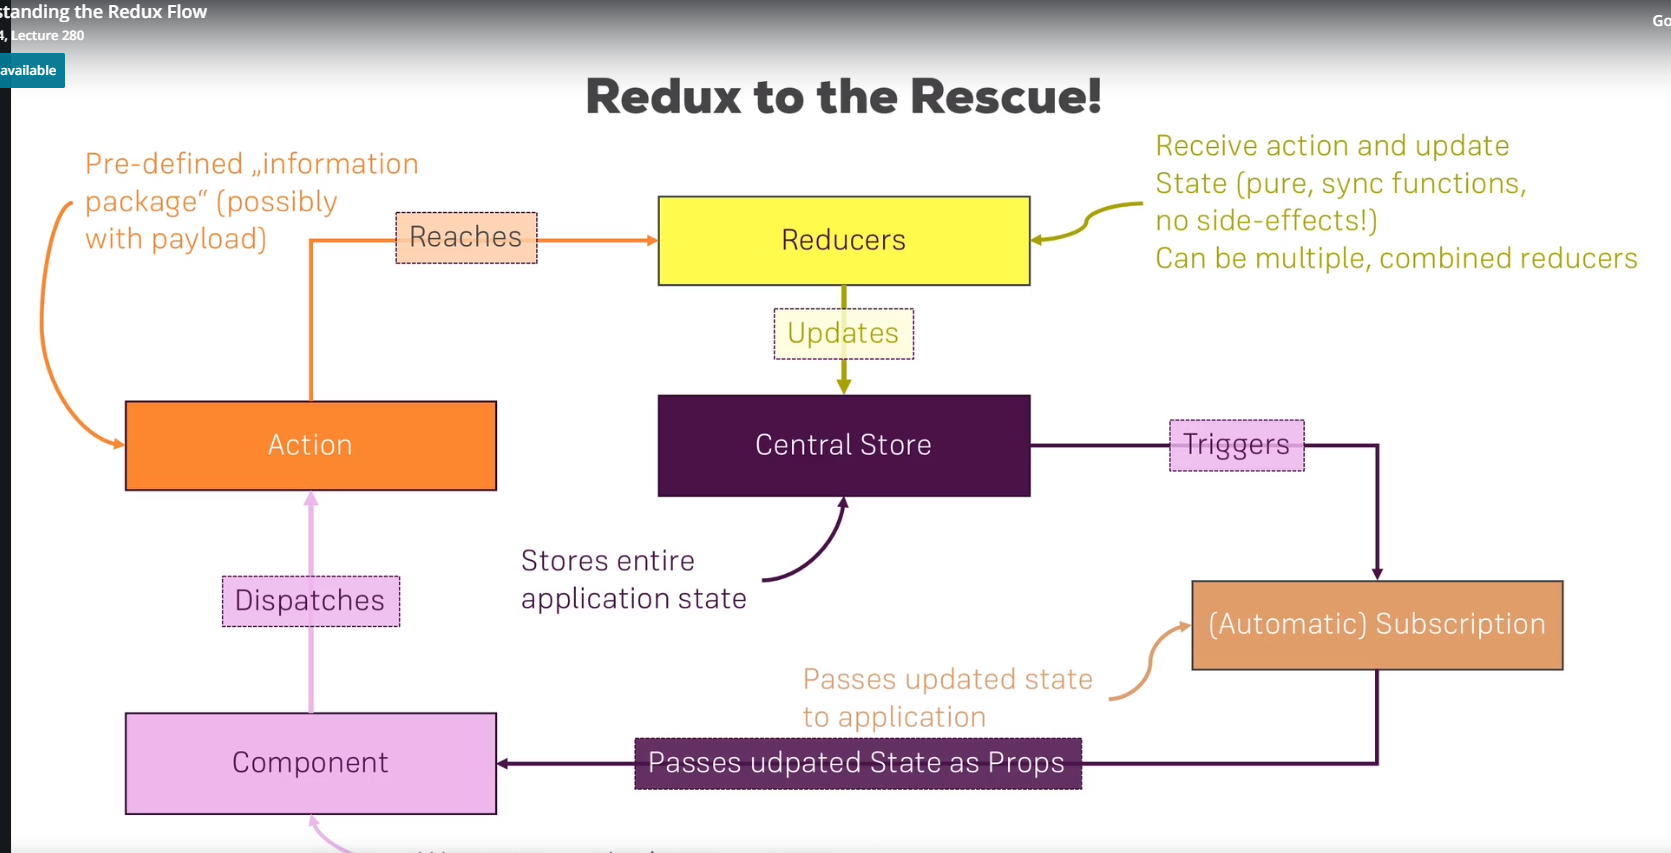 standing the Redux Flow
4, Lecture 280
Go
available
Redux to the Rescue!
Pre-defined „information
package“ (possibly
with payload)
Reaches
Reducers
Receive action and update
State (pure, sync functions,
no side-effects!)
Can be multiple, combined reducers
Updates
Action
Central Store
Triggers
Stores entire
application state
Dispatches
(Automatic) Subscription
Passes updated state
to application
Component
Passes udpated State as Props